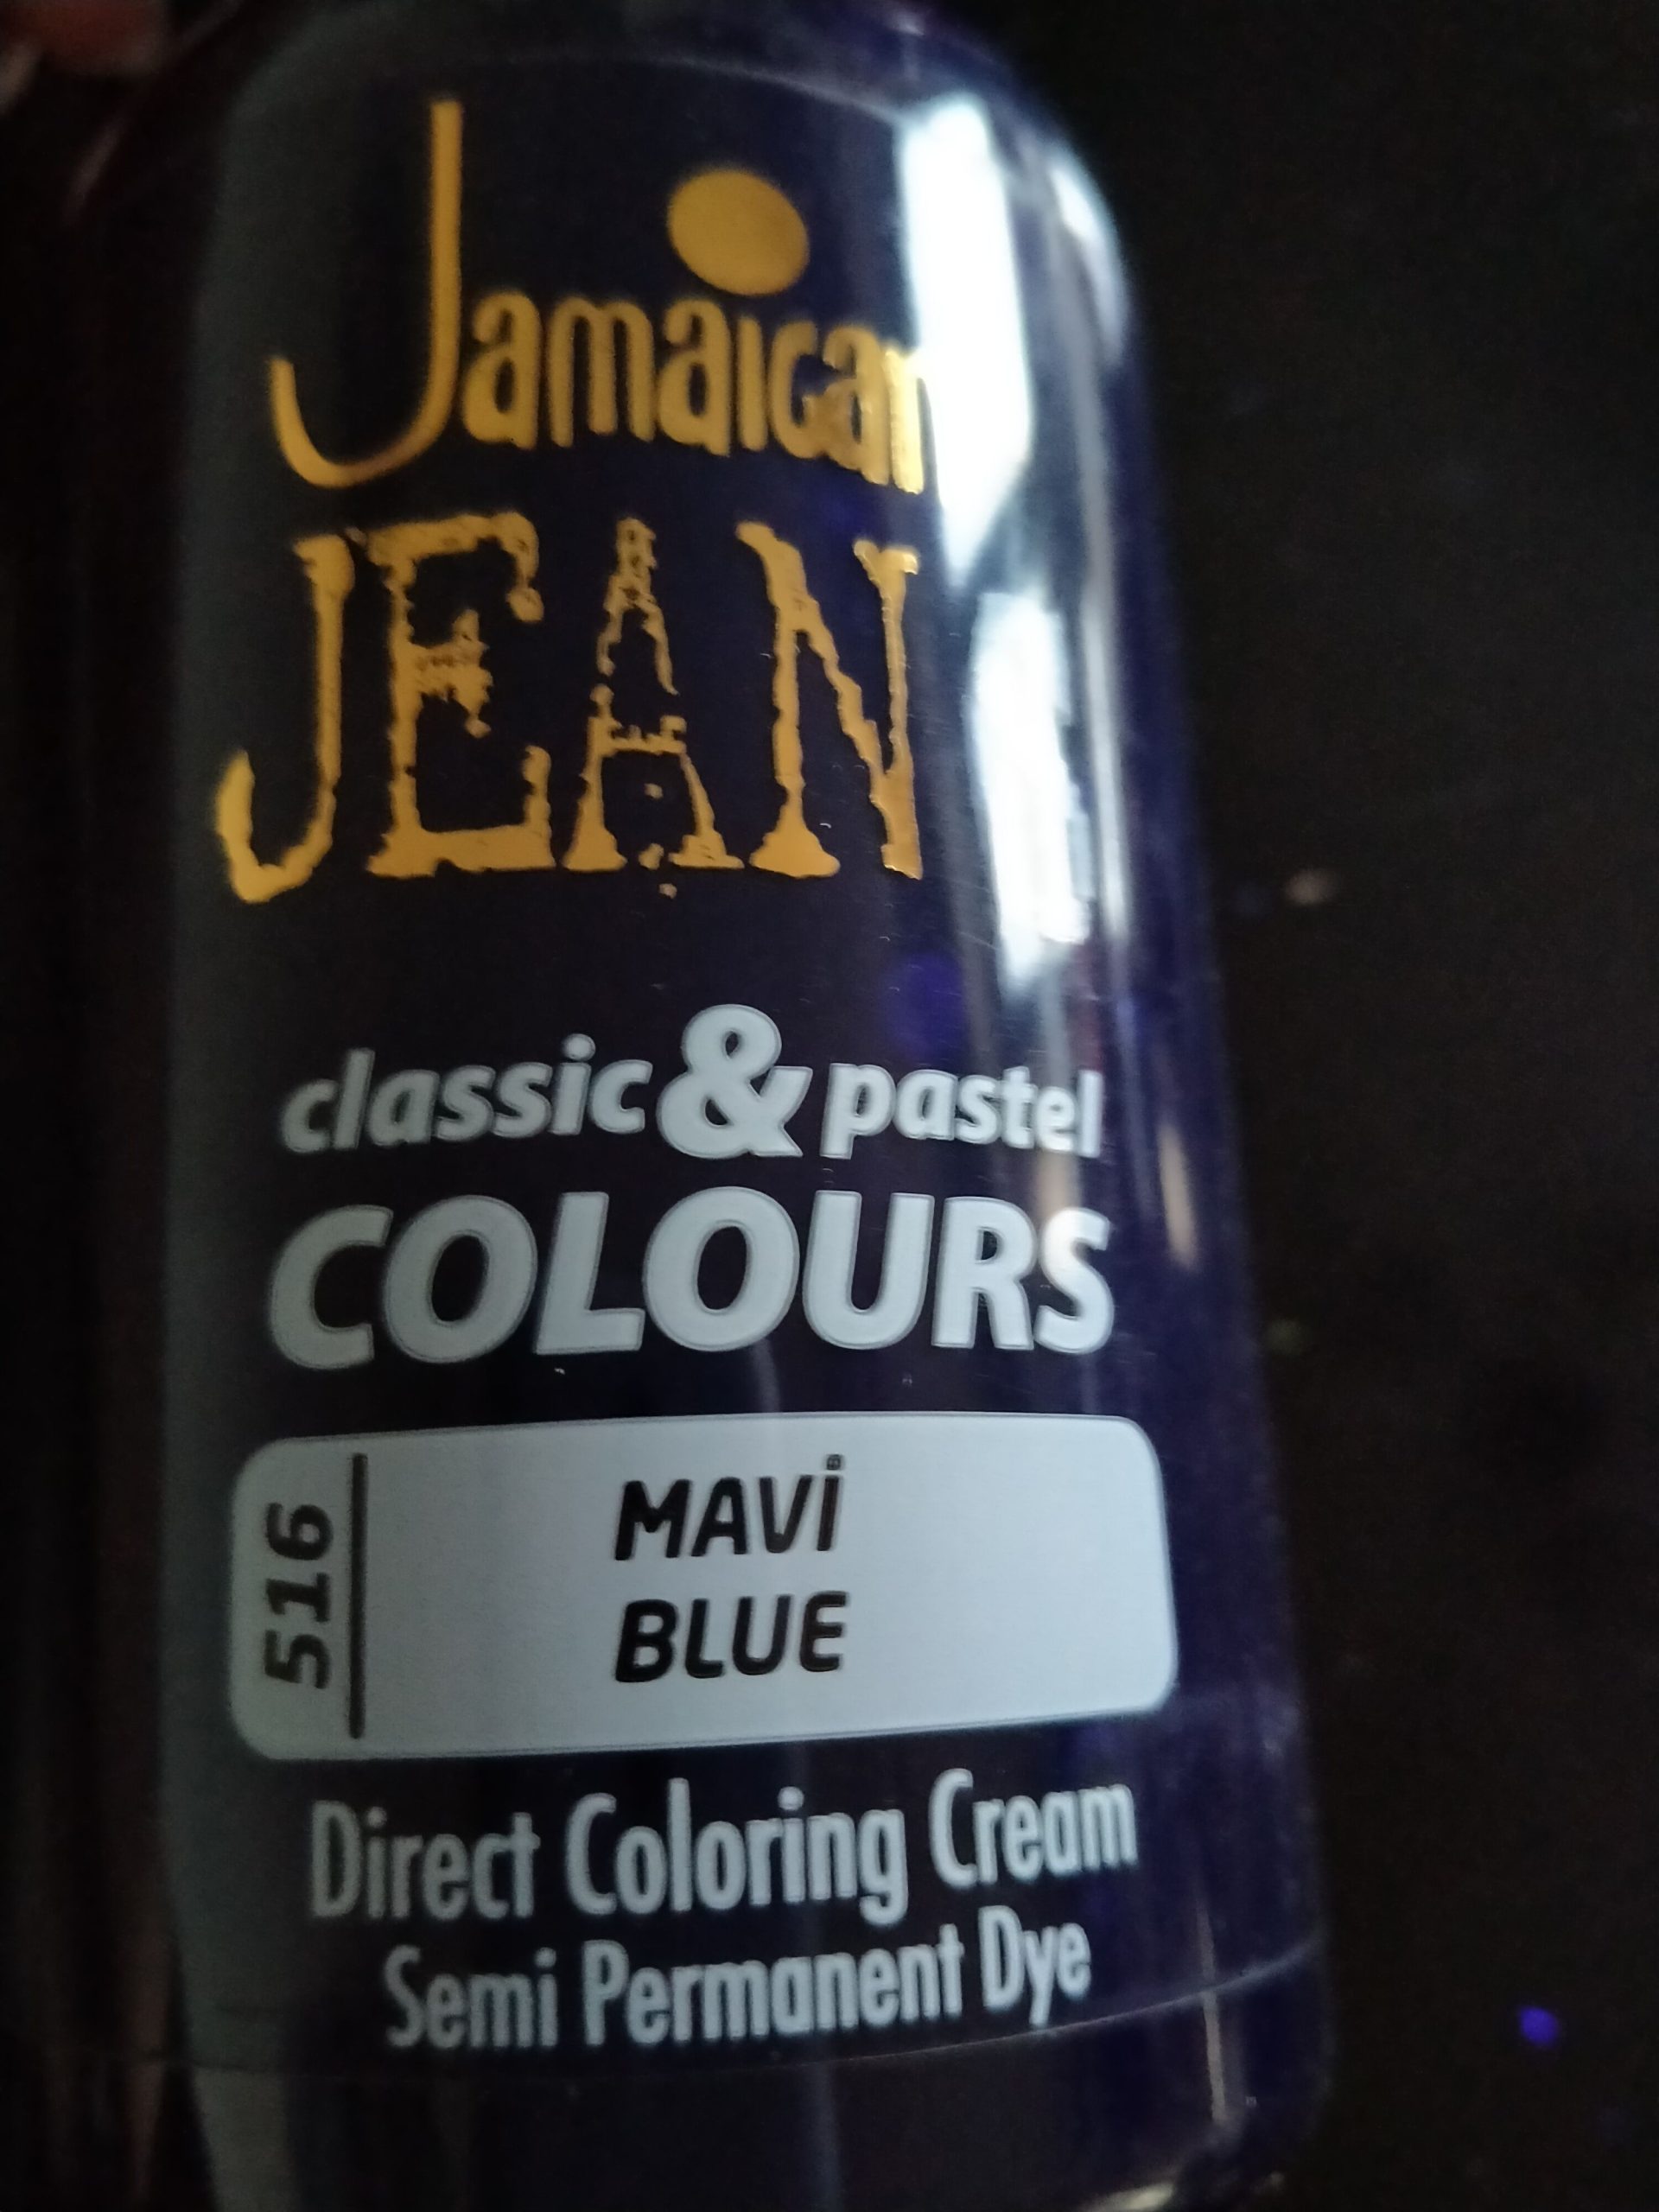 Jamaican
JEAN
classic & pastel
COLOURS
516
MAVİ
BLUE
Direct Coloring Cream
Semi Permanent Dye